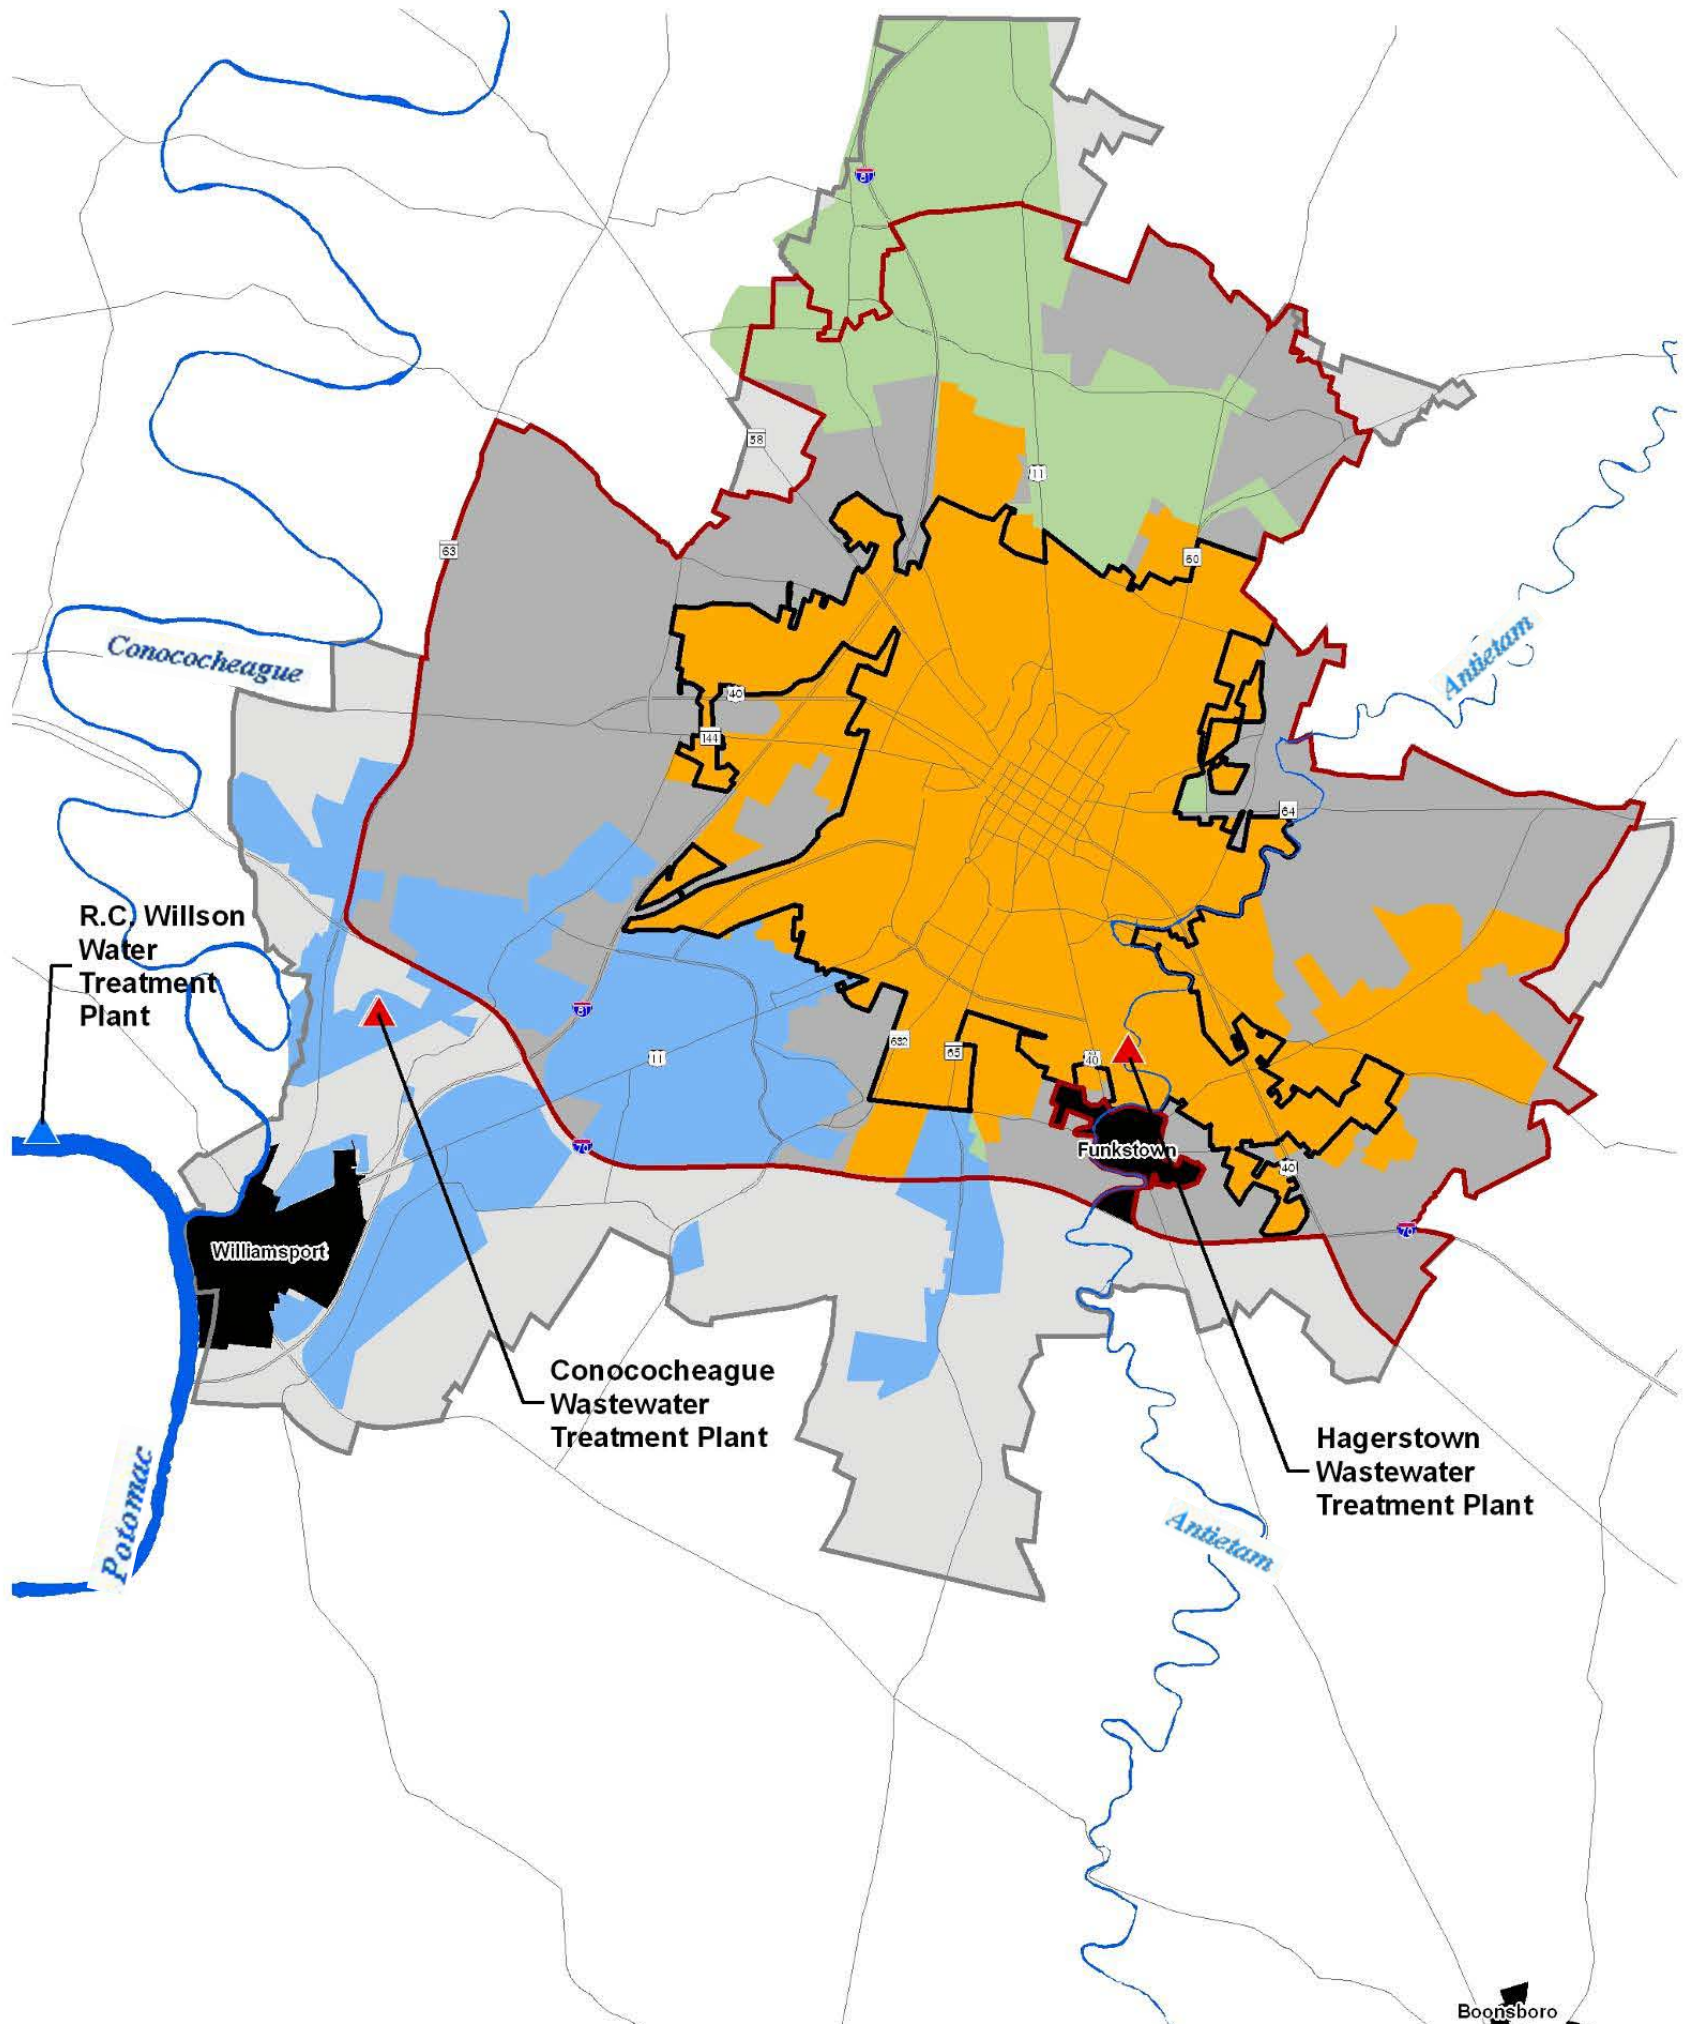 81
58
11
63
60
Conococheague
Antietam
40
144
64
R.C. Willson
Water
Treatment
Plant
81
11
632
65
40
Funkstown
70
40
70
Williamsport
Conococheague
Wastewater
Treatment Plant
Hagerstown
Wastewater
Treatment Plant
Potomac
Antietam
Boonsboro